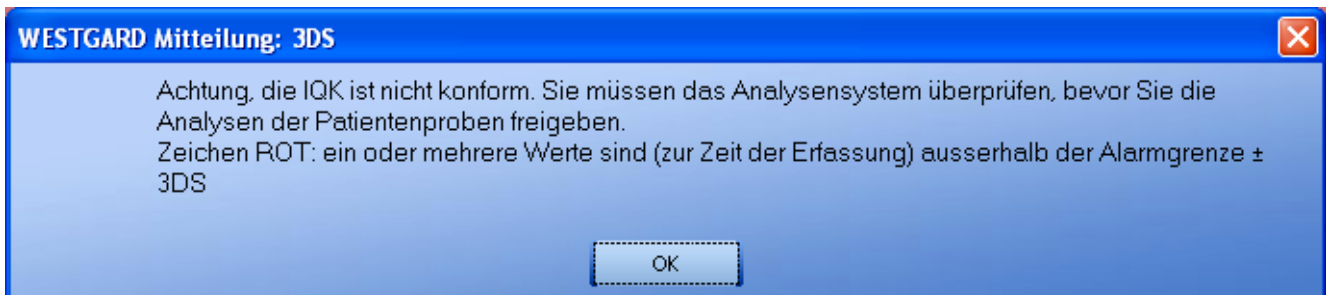 WESTGARD Mitteilung: 3DS
Achtung, die IQK ist nicht konform. Sie müssen das Analysensystem überprüfen, bevor Sie die
Analysen der Patientenproben freigeben.
Zeichen ROT: ein oder mehrere Werte sind (zur Zeit der Erfassung) ausserhalb der Alarmgrenze ±
3DS
OK